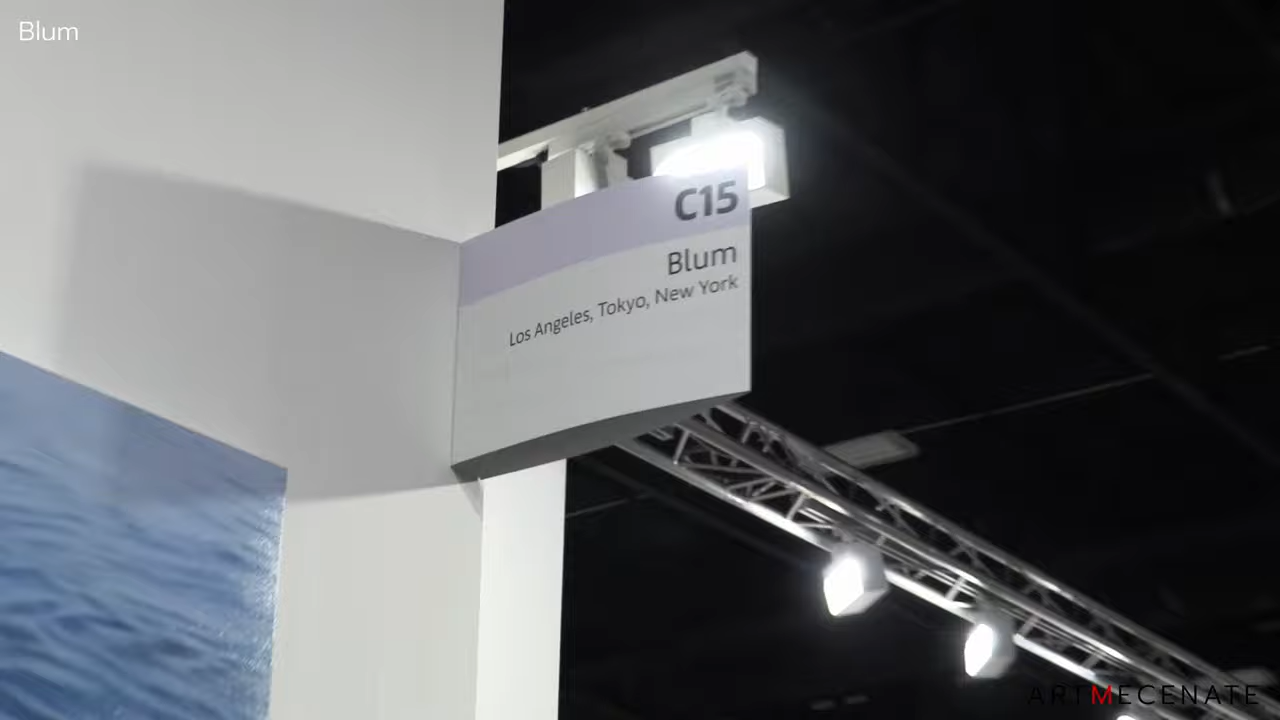 Blum
C15
Blum
Los Angeles, Tokyo, New York
ARTMECENATE